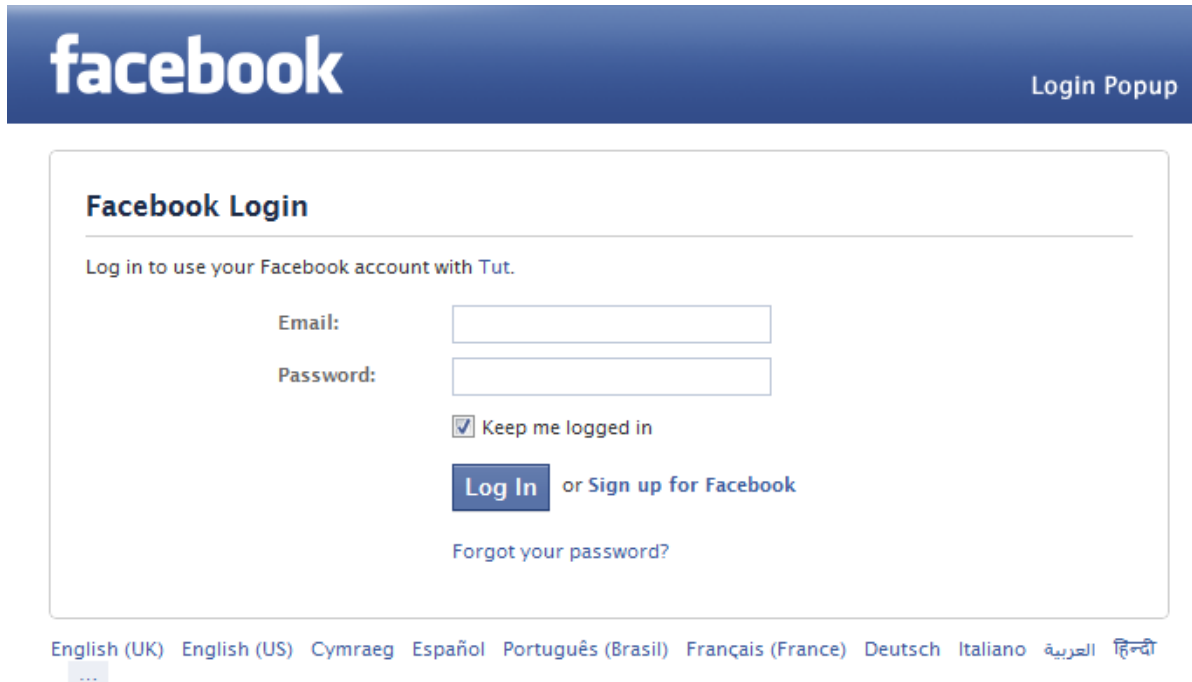 facebook
Login Popup
Facebook Login
Log in to use your Facebook account with Tut.
Email:
Password:
Keep me logged in
Log In or Sign up for Facebook
Forgot your password?
English (UK) English (US) Cymraeg Español Português (Brasil) Français (France) Deutsch Italiano العربية हिन्दी
...